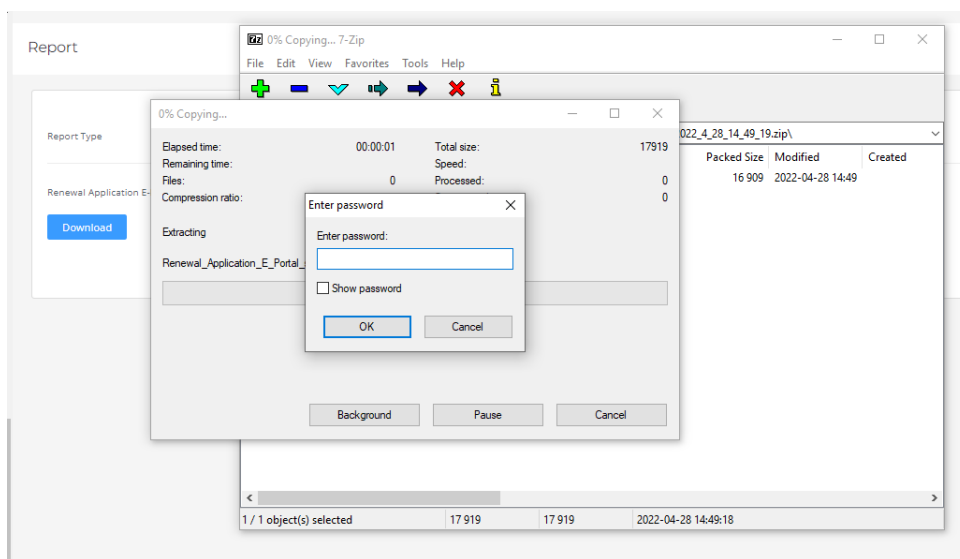 Report
Report Type
Renewal Application E-
Download
7z 0% Copying... 7-Zip
File Edit View Favorites Tools Help
022_4_28_14_49_19.zip\
Packed Size Modified Created
16 909 2022-04-28 14:49
1 / 1 object(s) selected 17 919 17 919 2022-04-28 14:49:18
0% Copying...
Elapsed time: 00:00:01 Total size: 17919
Remaining time: Speed:
Files: 0 Processed: 0
Compression ratio: 0
Extracting
Renewal_Application_E_Portal_
Background Pause Cancel
Enter password
Enter password:
Show password
OK Cancel